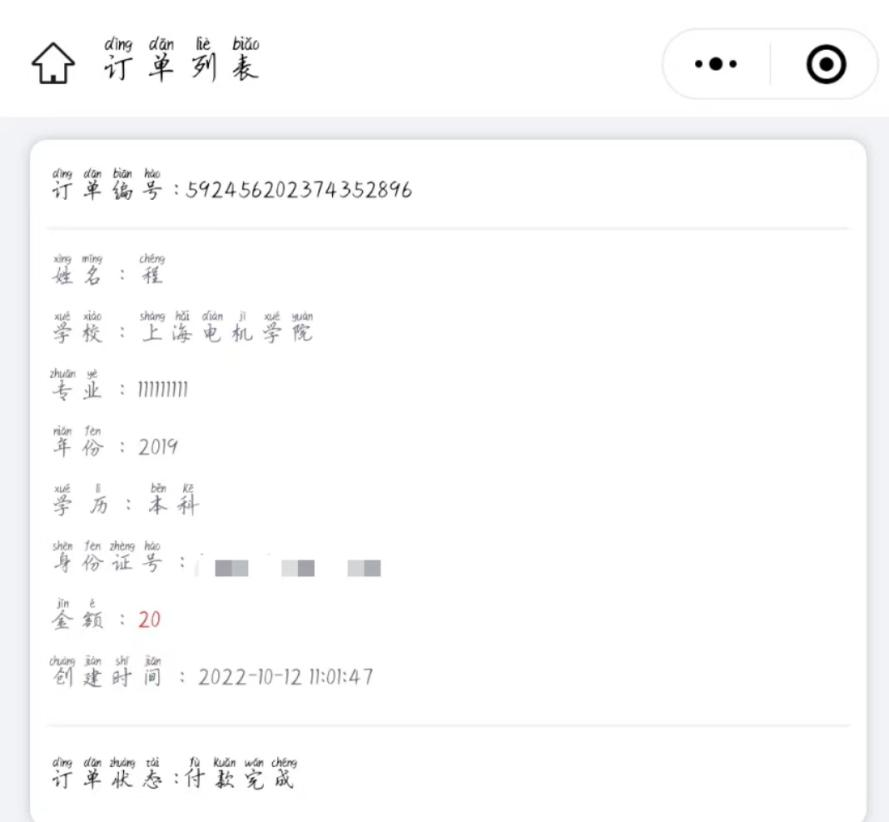 dìng dān liè biǎo
订单列表
dìng dān biān hào
订单编号:592456202374352896
xìng míng chéng
姓名:程
xué xiào shàng hǎi diàn jī xué yuàn
学校:上海电机学院
zhuān yè
专业:111111111
nián fèn
年份:2019
xué lì běn kē
学历:本科
shēn fèn zhèng hào
身份证号:
jīn é
金额:20
chuàng jiàn shí jiān
创建时间:2022-10-12 11:01:47
dìng dān zhuàng tài fù kuǎn wán chéng
订单状态:付款完成